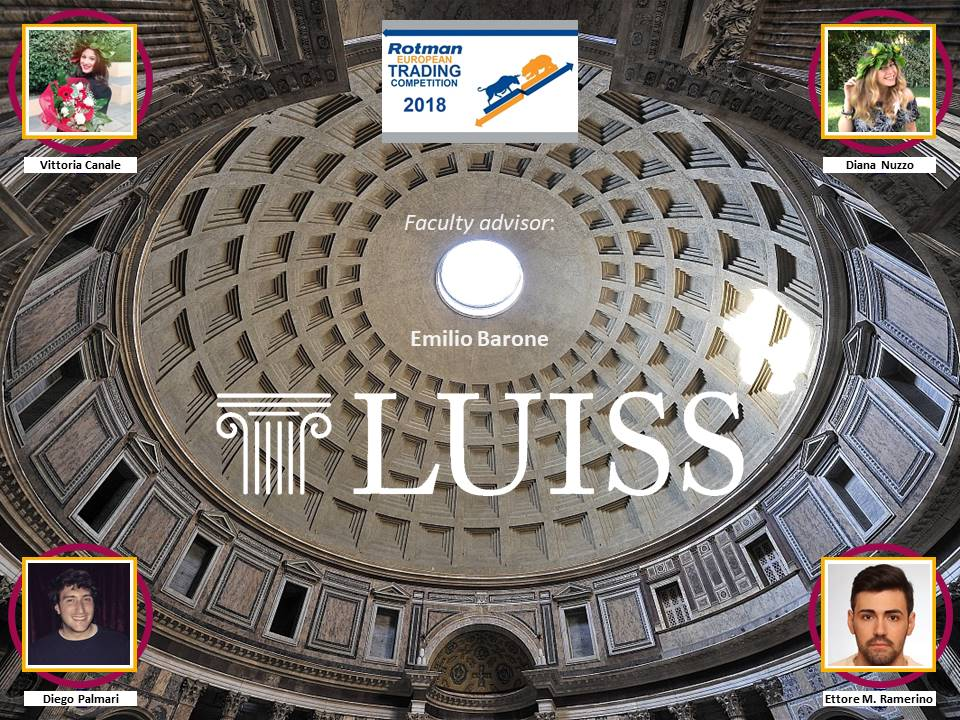 Rotman
EUROPEAN
TRADING
COMPETITION
2018
Vittoria Canale
Diana Nuzzo
Faculty advisor:
Emilio Barone
LUISS
Diego Palmari
Ettore M. Ramerino